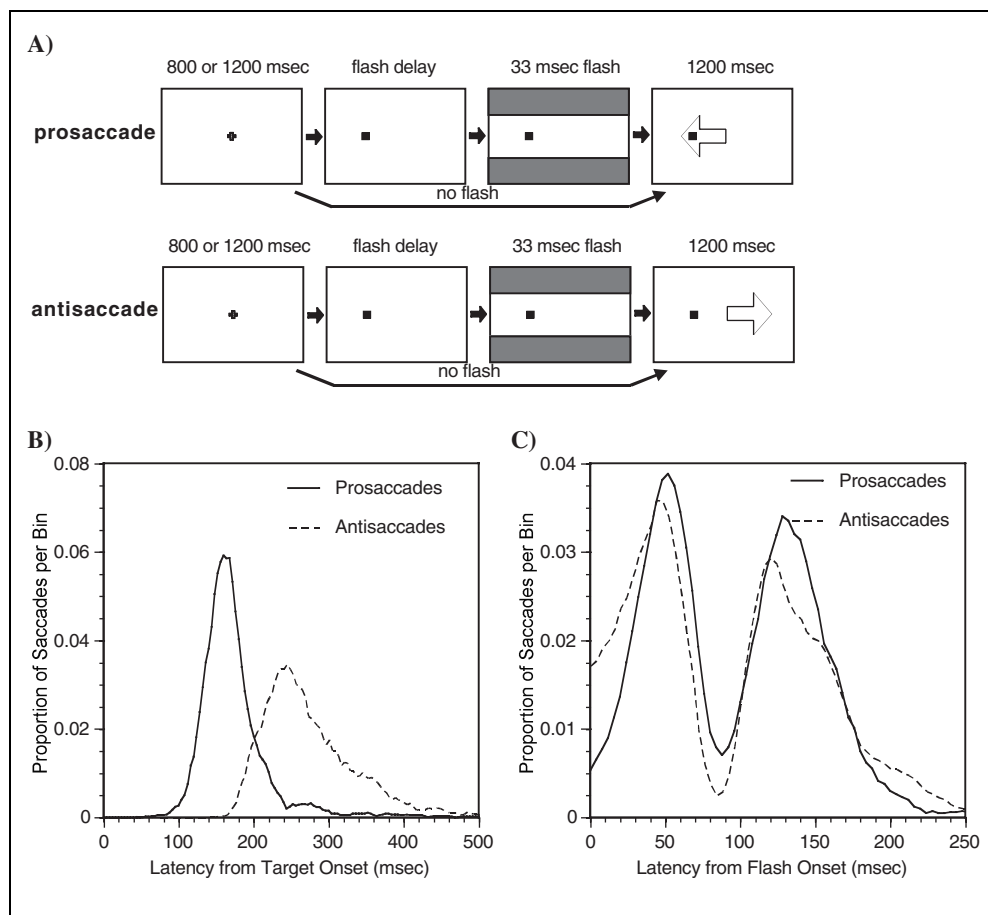 A)
800 or 1200 msec flash delay 33 msec flash 1200 msec
prosaccade
no flash
800 or 1200 msec flash delay 33 msec flash 1200 msec
antisaccade
no flash
B)
0.08
0.06
0.04
0.02
0
Proportion of Saccades per Bin
Prosaccades
Antisaccades
0 100 200 300 400 500
Latency from Target Onset (msec)
C)
0.04
0.03
0.02
0.01
0
Proportion of Saccades per Bin
Prosaccades
Antisaccades
0 50 100 150 200 250
Latency from Flash Onset (msec)